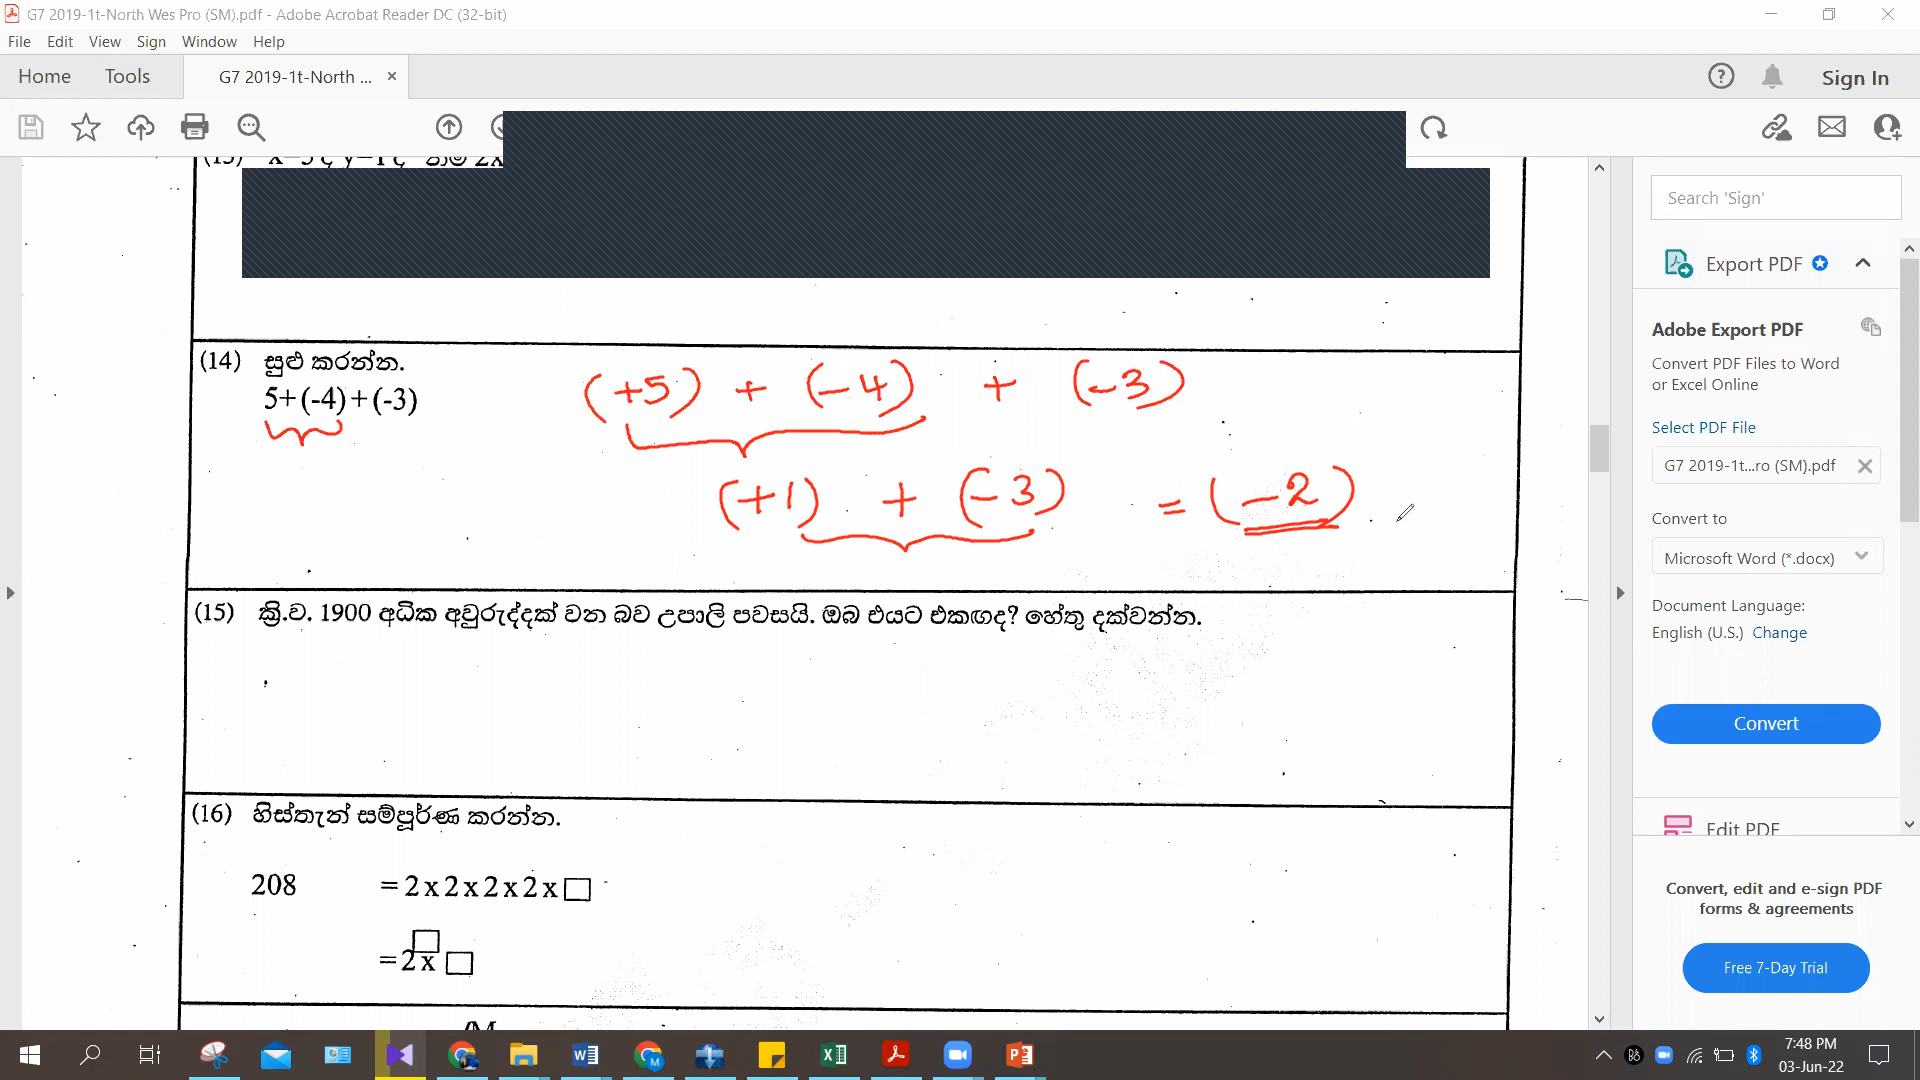 G7 2019-1t-North Wes Pro (SM).pdf - Adobe Acrobat Reader DC (32-bit)
File Edit View Sign Window Help
Home Tools G7 2019-1t-North ... × Sign In
(14) සුළු කරන්න.
5+(-4)+(-3)
(+5) + (-4) + (-3)
(+1) + (-3) = (-2)
(15) ක්‍රි.ව. 1900 අධික අවුරුද්දක් වන බව උපාලි පවසයි. ඔබ එයට එකඟද? හේතු දක්වන්න.
(16) හිස්තැන් සම්පූර්ණ කරන්න.
208 = 2 x 2 x 2 x 2 x □
= 2 x □
Search 'Sign'
Export PDF
Adobe Export PDF
Convert PDF Files to Word
or Excel Online
Select PDF File
G7 2019-1t...ro (SM).pdf
Convert to
Microsoft Word (*.docx)
Document Language:
English (U.S.) Change
Convert
Edit PDF
Convert, edit and e-sign PDF
forms & agreements
Free 7-Day Trial
7:48 PM
03-Jun-22